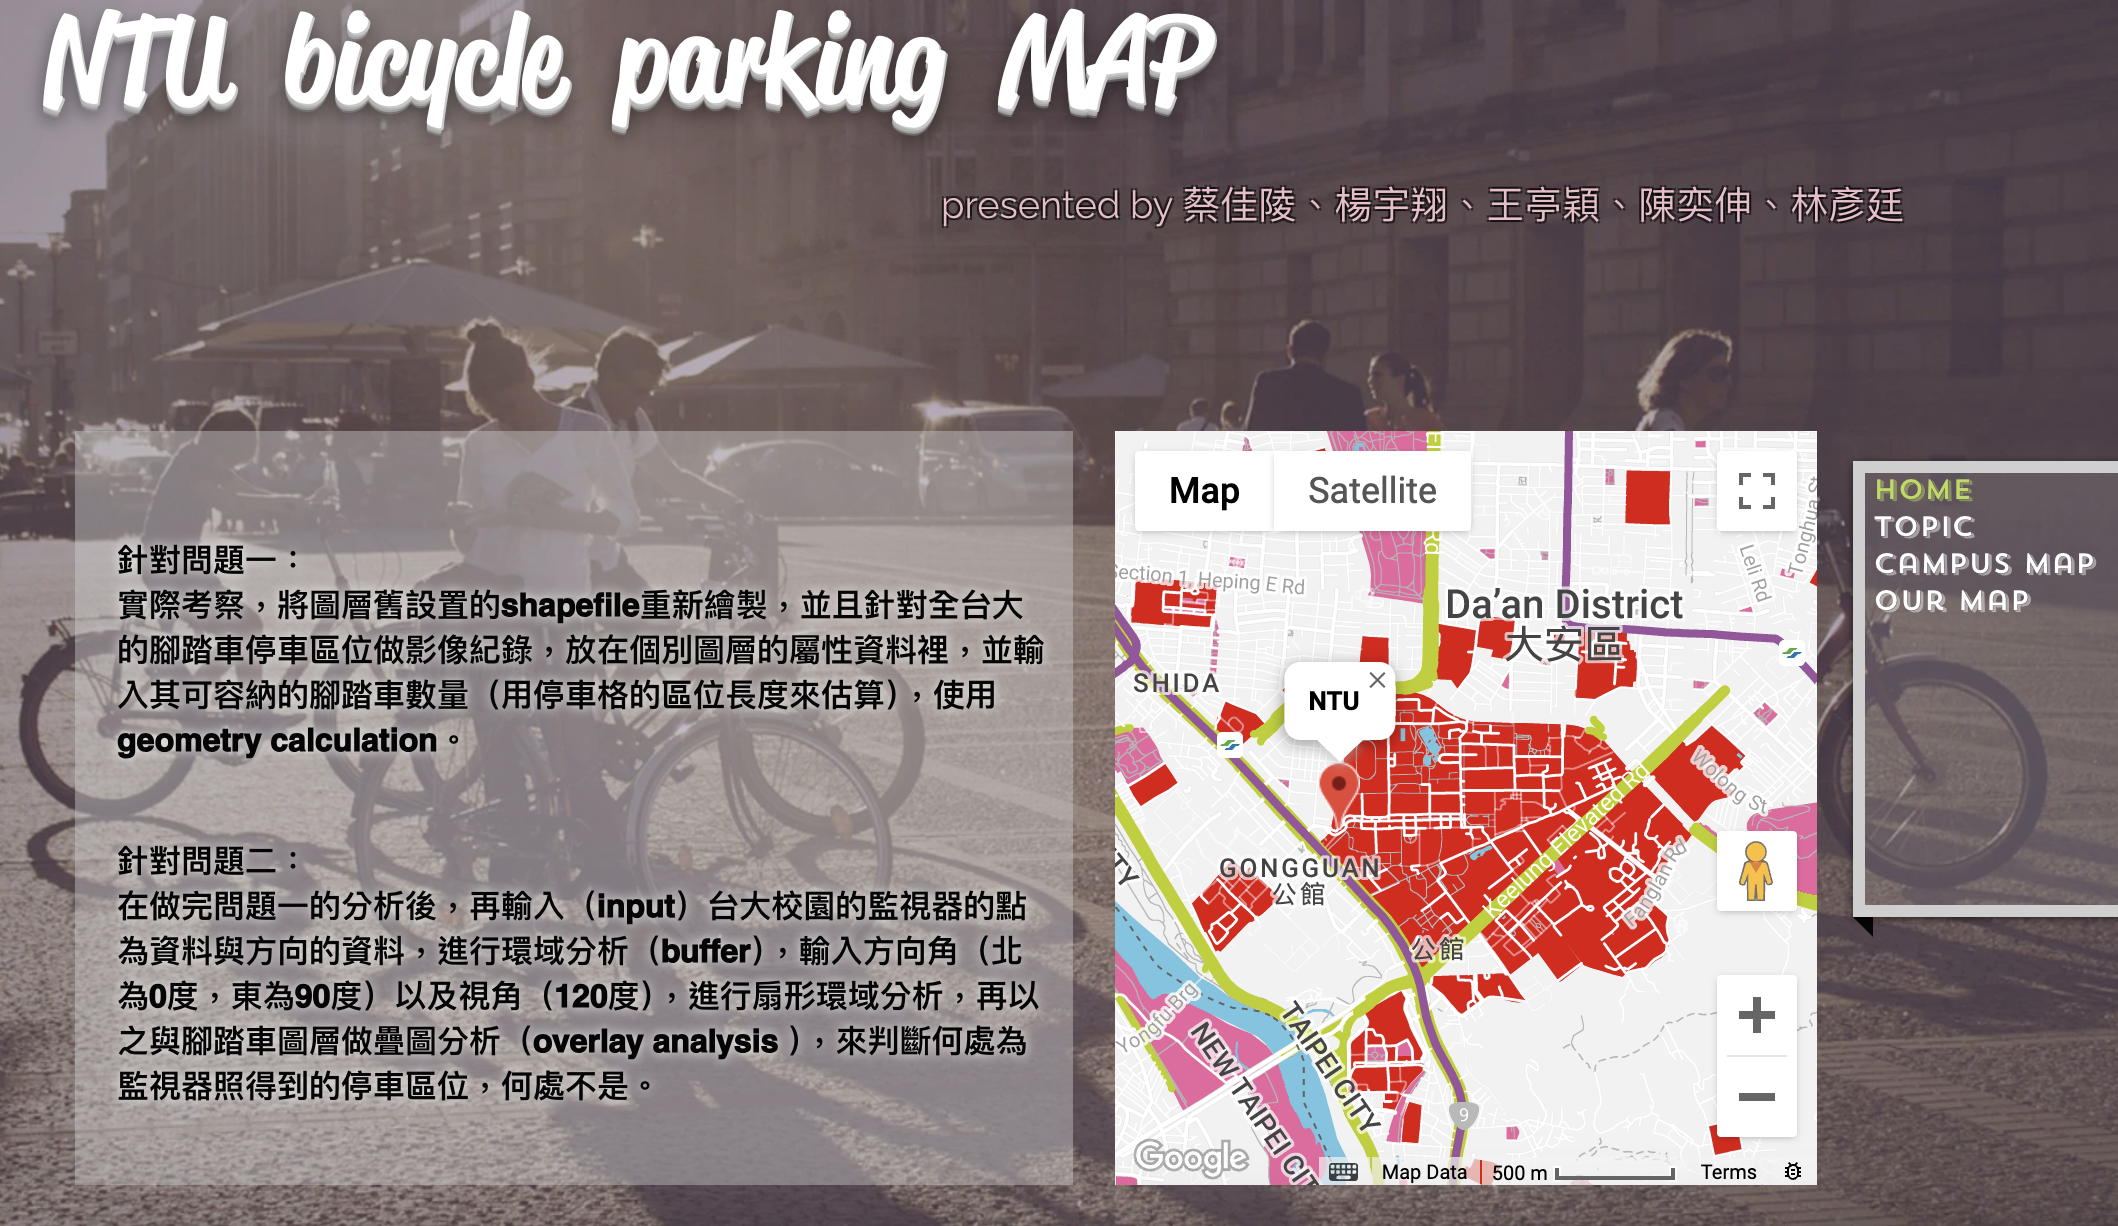 NTU bicycle parking MAP
presented by 蔡佳陵、楊宇翔、王亭穎、陳奕伸、林彥廷
針對問題一：
實際考察，將圖層舊設置的shapefile重新繪製，並且針對全台大
的腳踏車停車區位做影像紀錄，放在個別圖層的屬性資料裡，並輸
入其可容納的腳踏車數量（用停車格的區位長度來估算），使用
geometry calculation。
針對問題二：
在做完問題一的分析後，再輸入（input）台大校園的監視器的點
為資料與方向的資料，進行環域分析（buffer），輸入方向角（北
為0度，東為90度）以及視角（120度），進行扇形環域分析，再以
之與腳踏車圖層做疊圖分析（overlay analysis ），來判斷何處為
監視器照得到的停車區位，何處不是。
Map
Satellite
Rd
Section 1, Heping E Rd
Leli Rd
Tonghua St
Da’an District
大安區
SHIDA
NTU
Wolong St
Keelung Elevated Rd
Fanglan Rd
GONGGUAN
公館
公館
TY
Yongfu Brg
TAIPEI CITY
NEW TAIPEI CIT
9
Google
Map Data
500 m
Terms
HOME
TOPIC
CAMPUS MAP
OUR MAP